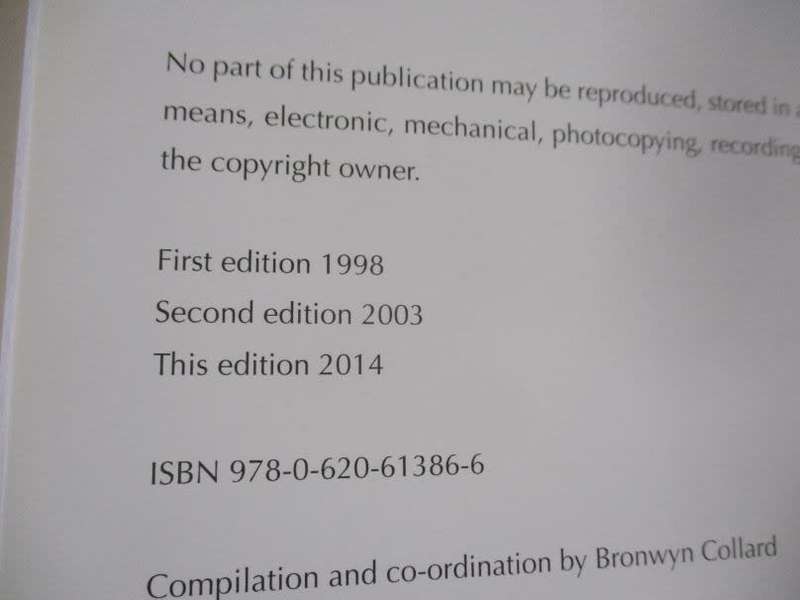 No part of this publication may be reproduced, stored in a
means, electronic, mechanical, photocopying, recording,
the copyright owner.
First edition 1998
Second edition 2003
This edition 2014
ISBN 978-0-620-61386-6
Compilation and co-ordination by Bronwyn Collard